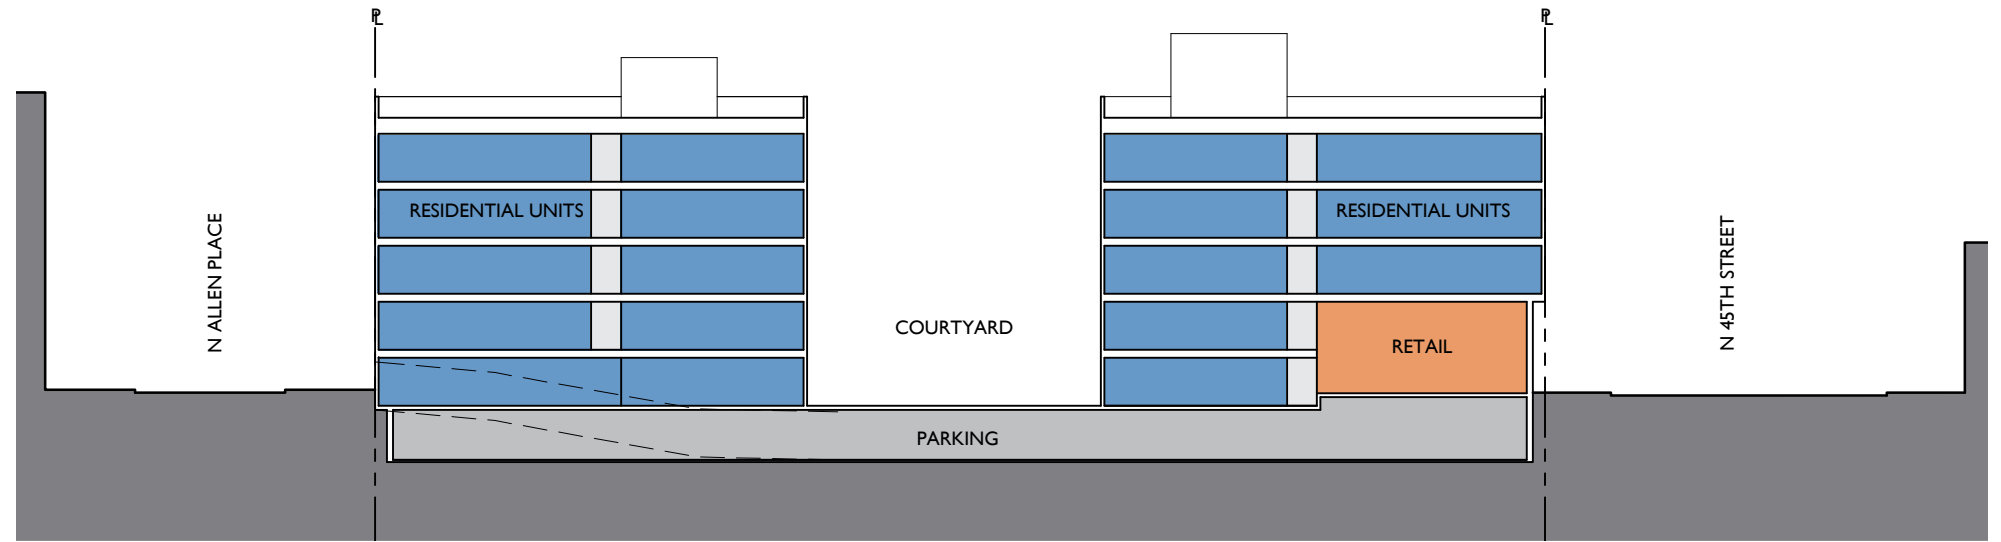 PL
PL
RESIDENTIAL UNITS
RESIDENTIAL UNITS
N ALLEN PLACE
N 45TH STREET
COURTYARD
RETAIL
PARKING